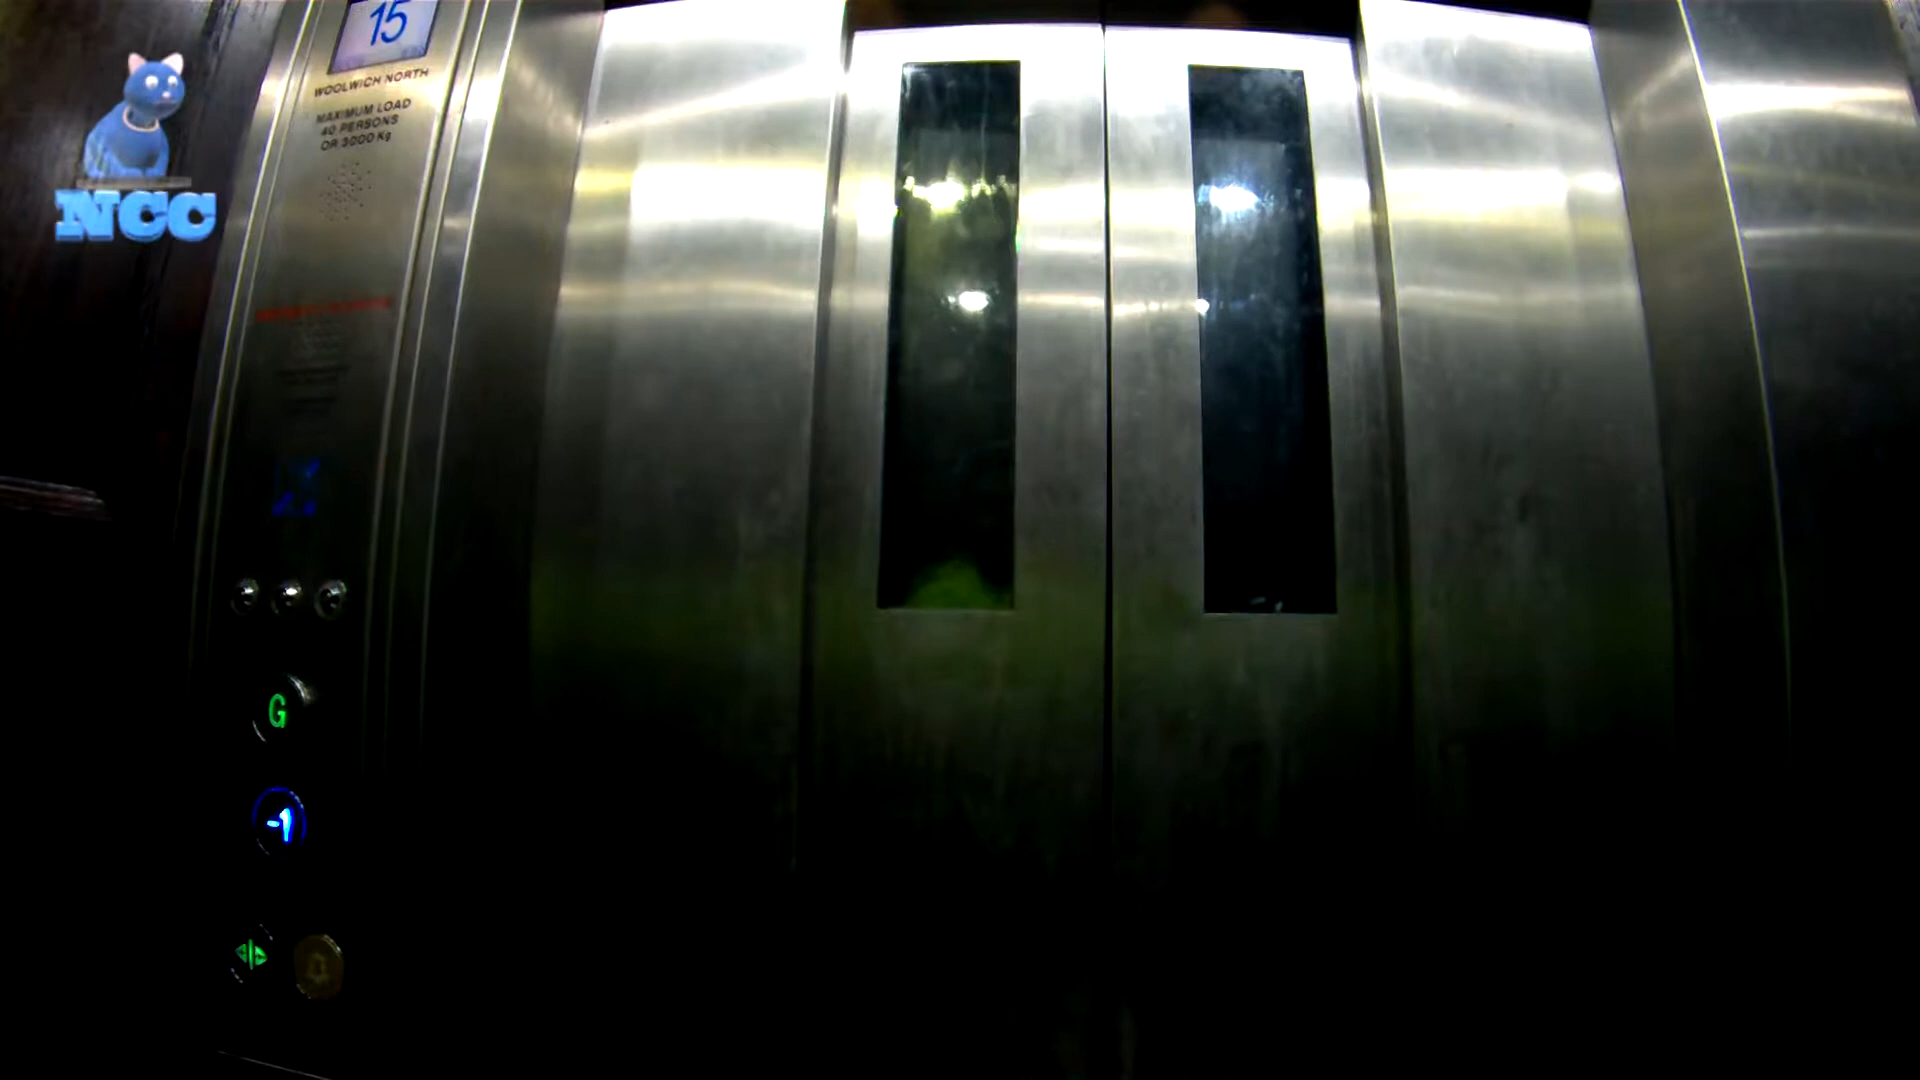 15
WOOLWICH NORTH
MAXIMUM LOAD
40 PERSONS
OR 3000 Kg
NCC
G
-1